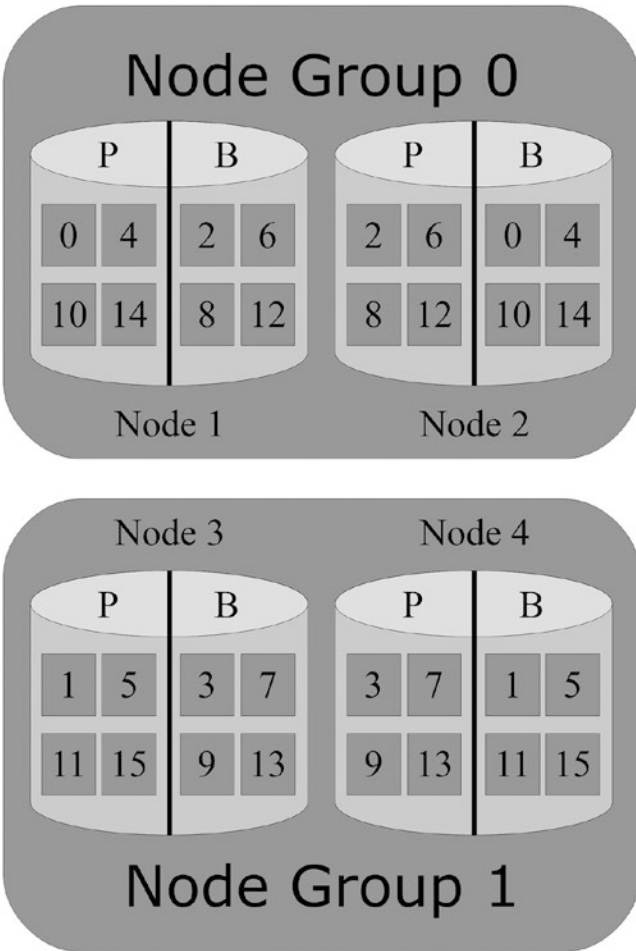 Node Group 0
P B P B
0 4 2 6 2 6 0 4
10 14 8 12 8 12 10 14
Node 1 Node 2
Node 3 Node 4
P B P B
1 5 3 7 3 7 1 5
11 15 9 13 9 13 11 15
Node Group 1